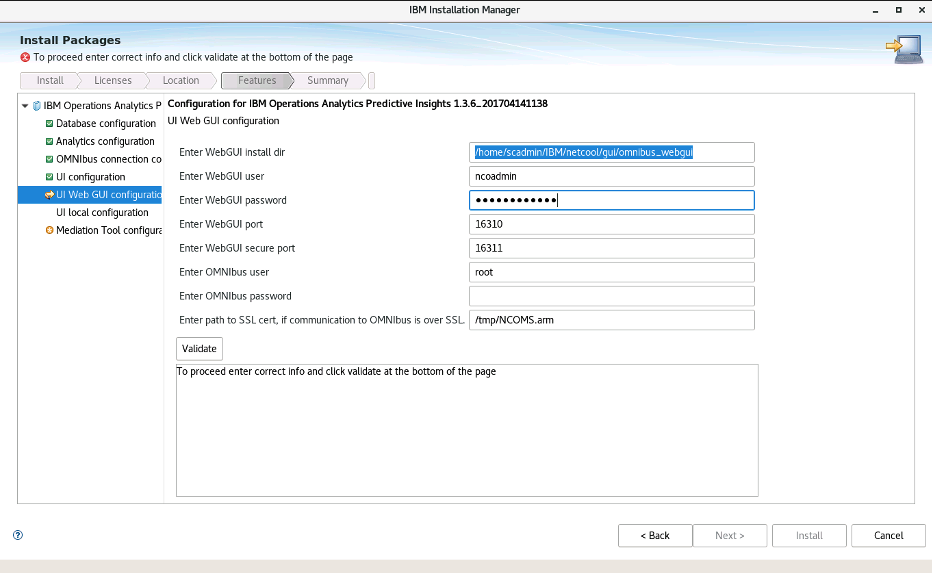 IBM Installation Manager
Install Packages
To proceed enter correct info and click validate at the bottom of the page
Install Licenses Location Features Summary
IBM Operations Analytics P
Database configuration
Analytics configuration
OMNIbus connection co
UI configuration
UI Web GUI configuratio
UI local configuration
Mediation Tool configura
Configuration for IBM Operations Analytics Predictive Insights 1.3.6_201704141138
UI Web GUI configuration
Enter WebGUI install dir /home/scadmin/IBM/netcool/gui/omnibus_webgui
Enter WebGUI user ncoadmin
Enter WebGUI password ●●●●●●●●●●●●
Enter WebGUI port 16310
Enter WebGUI secure port 16311
Enter OMNIbus user root
Enter OMNIbus password
Enter path to SSL cert, if communication to OMNIbus is over SSL. /tmp/NCOMS.arm
Validate
To proceed enter correct info and click validate at the bottom of the page
< Back Next > Install Cancel